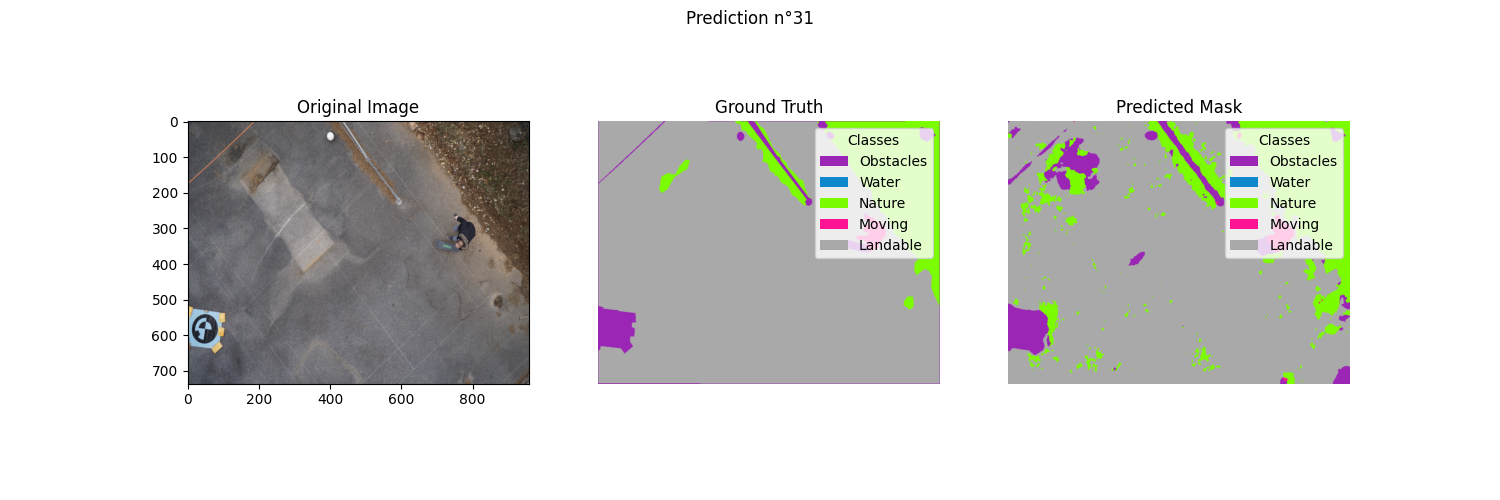 Prediction n°31
Original Image
0
100
200
300
400
500
600
700
0 200 400 600 800
Ground Truth
Classes
Obstacles
Water
Nature
Moving
Landable
Predicted Mask
Classes
Obstacles
Water
Nature
Moving
Landable